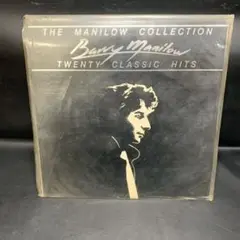 THE MANILOW COLLECTION
Barry Manilow
TWENTY CLASSIC HITS